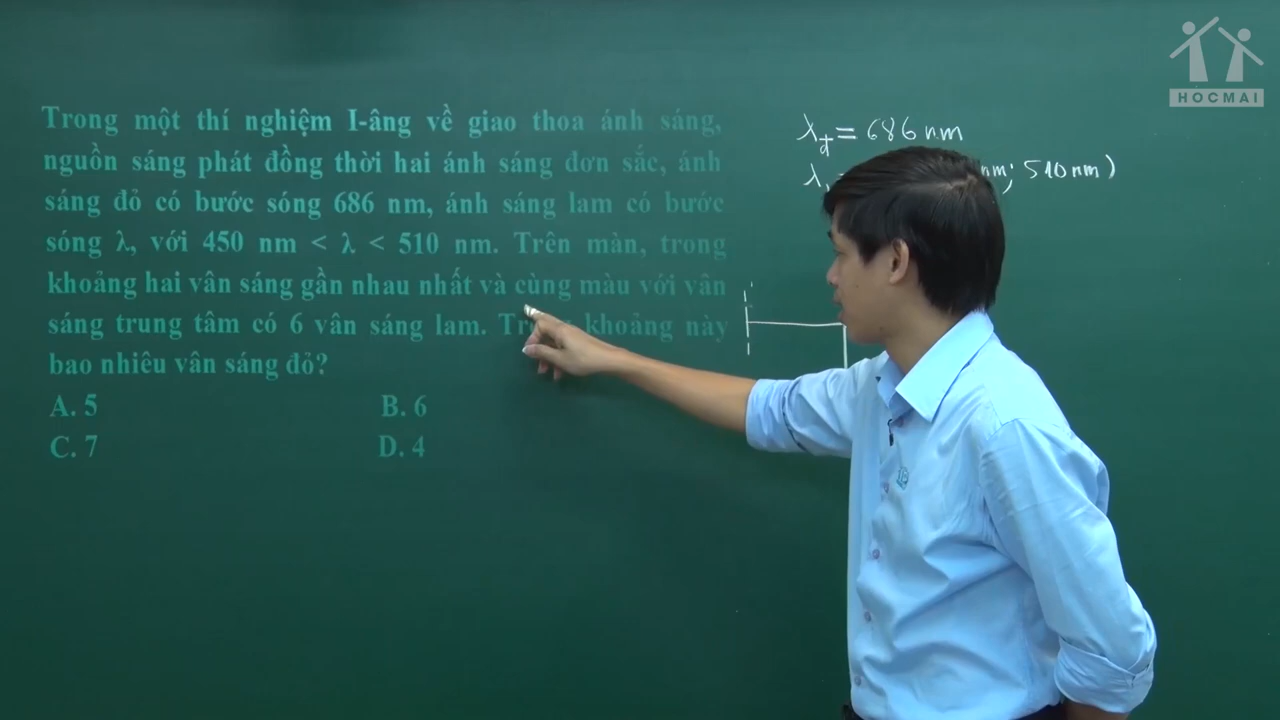 HOCMAI
Trong một thí nghiệm I-âng về giao thoa ánh sáng,
nguồn sáng phát đồng thời hai ánh sáng đơn sắc, ánh
sáng đỏ có bước sóng 686 nm, ánh sáng lam có bước
sóng λ, với 450 nm < λ < 510 nm. Trên màn, trong
khoảng hai vân sáng gần nhau nhất và cùng màu với vân
sáng trung tâm có 6 vân sáng lam. khoảng này
bao nhiêu vân sáng đỏ?
A. 5 B. 6
C. 7 D. 4
λđ = 686 nm
λ nm; 510 nm)